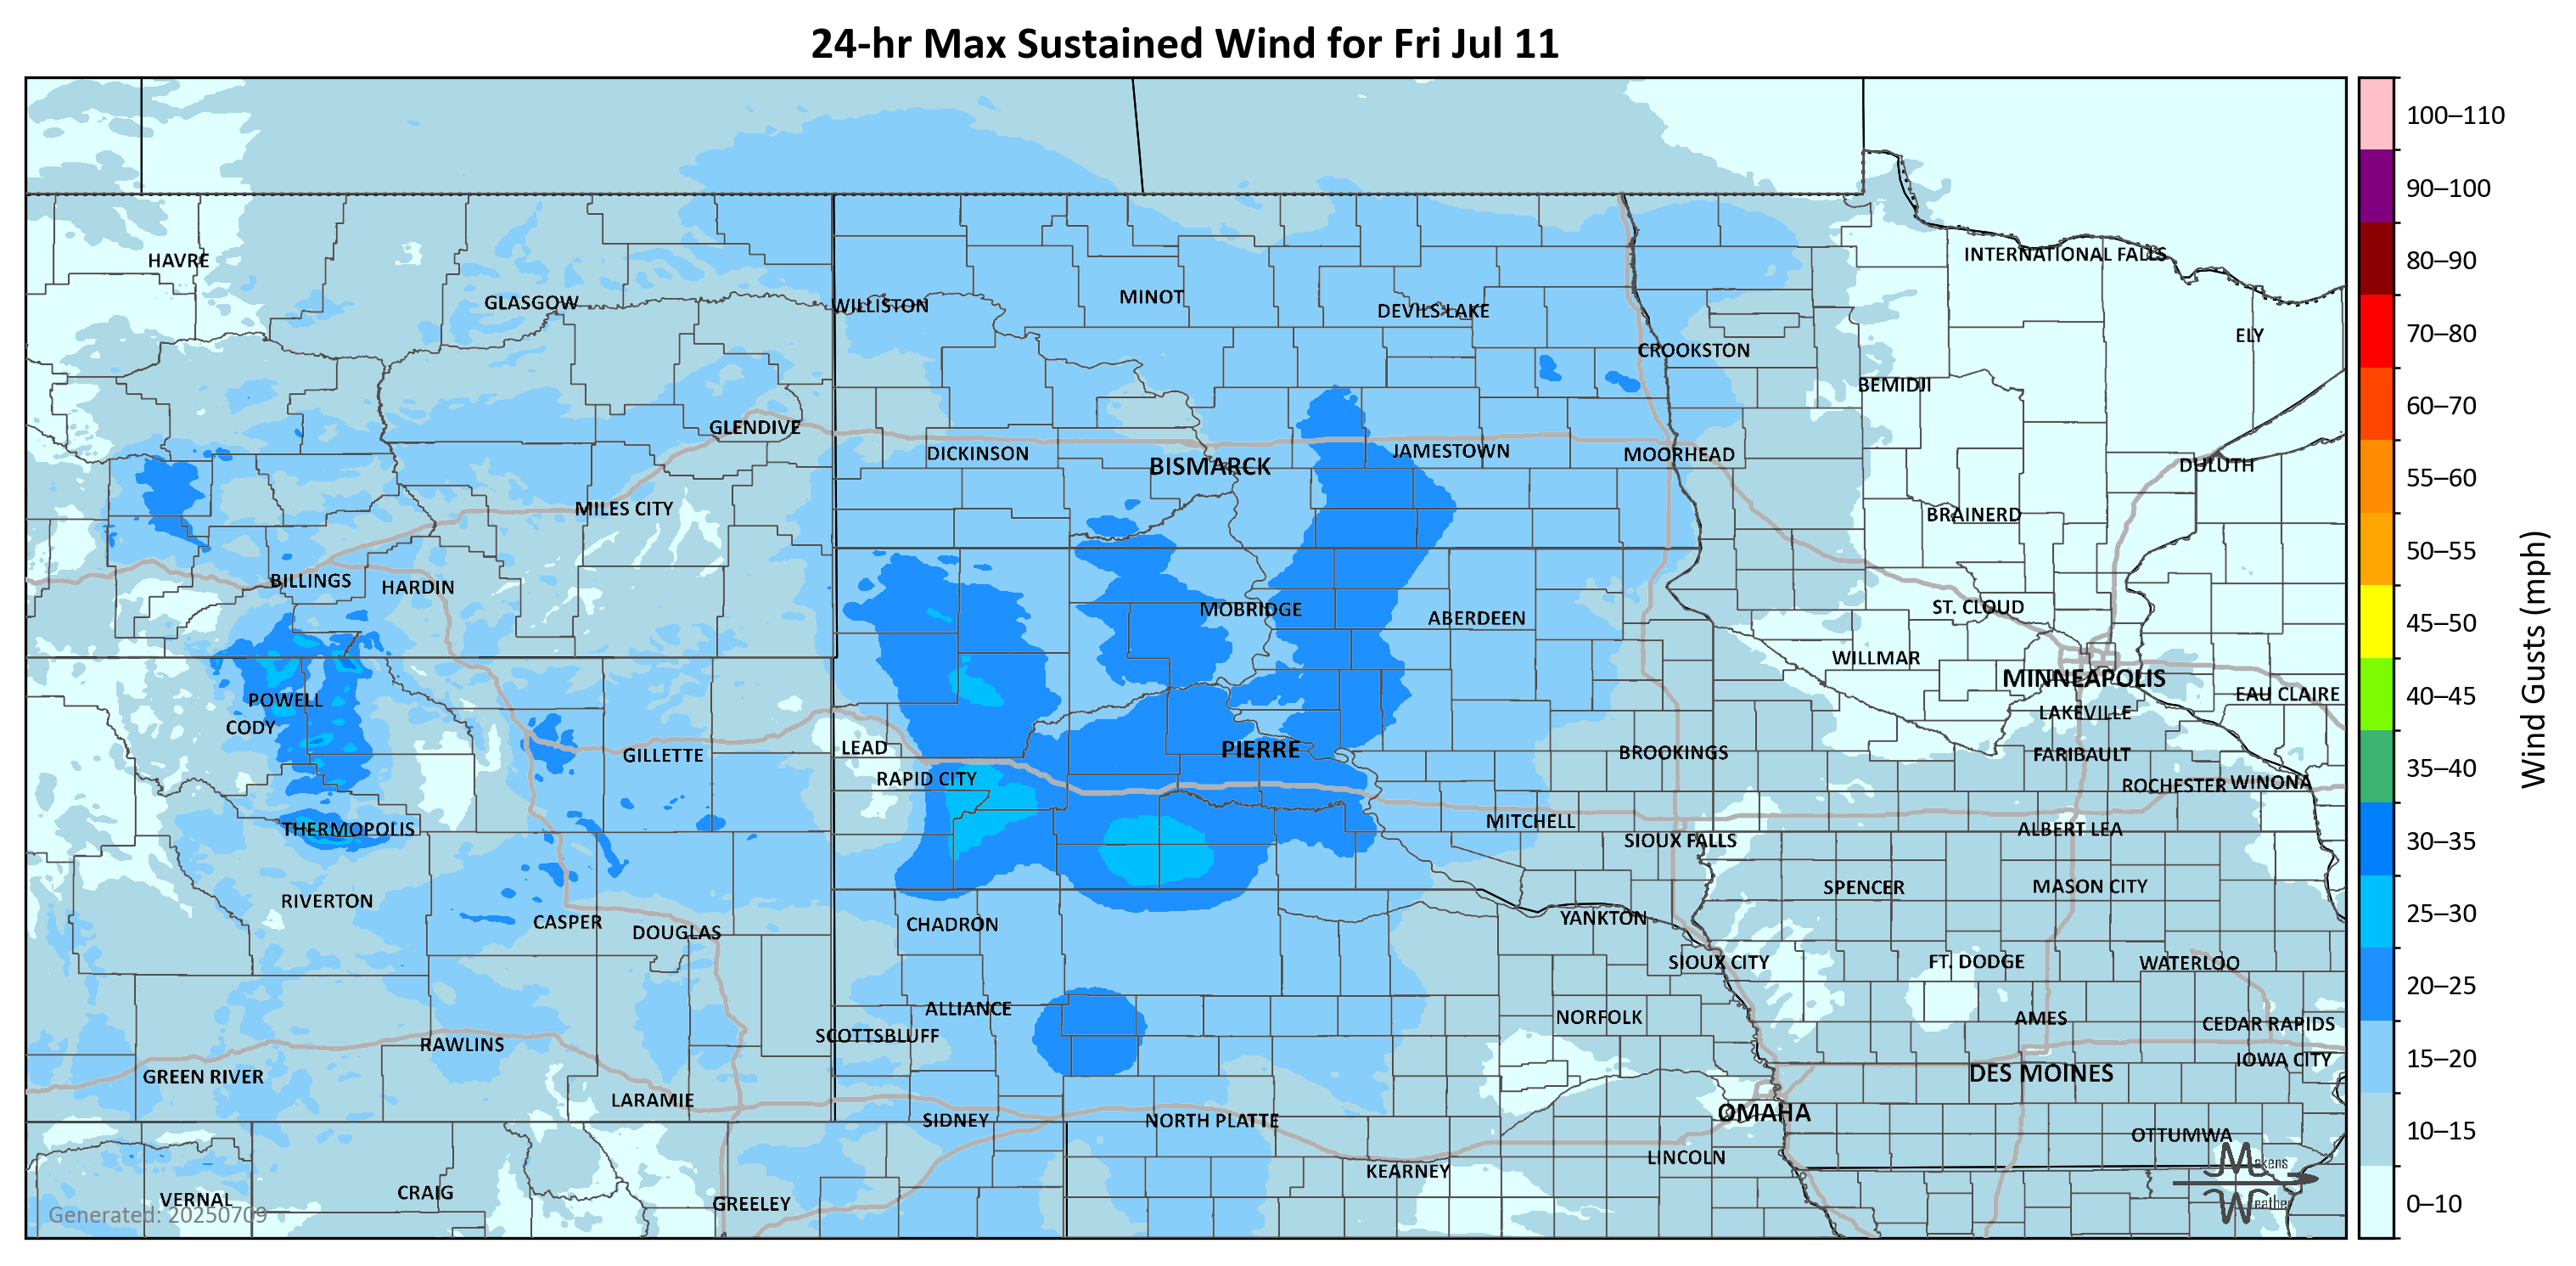 24-hr Max Sustained Wind for Fri Jul 11
HAVRE
GLASGOW
WILLISTON
MINOT
DEVILS LAKE
INTERNATIONAL FALLS
ELY
CROOKSTON
BEMIDJI
GLENDIVE
DICKINSON
BISMARCK
JAMESTOWN
MOORHEAD
DULUTH
MILES CITY
BRAINERD
BILLINGS
HARDIN
MOBRIDGE
ABERDEEN
ST. CLOUD
WILLMAR
MINNEAPOLIS
EAU CLAIRE
POWELL
CODY
LAKEVILLE
GILLETTE
LEAD
PIERRE
BROOKINGS
FARIBAULT
RAPID CITY
ROCHESTER
WINONA
THERMOPOLIS
MITCHELL
SIOUX FALLS
ALBERT LEA
RIVERTON
SPENCER
MASON CITY
CASPER
DOUGLAS
CHADRON
YANKTON
SIOUX CITY
FT. DODGE
WATERLOO
ALLIANCE
SCOTTSBLUFF
NORFOLK
AMES
CEDAR RAPIDS
RAWLINS
IOWA CITY
GREEN RIVER
DES MOINES
LARAMIE
SIDNEY
NORTH PLATTE
OMAHA
OTTUMWA
KEARNEY
LINCOLN
VERNAL
CRAIG
GREELEY
Generated: 20250709
Makens
Weather
100–110
90–100
80–90
70–80
60–70
55–60
50–55
45–50
40–45
35–40
30–35
25–30
20–25
15–20
10–15
0–10
Wind Gusts (mph)